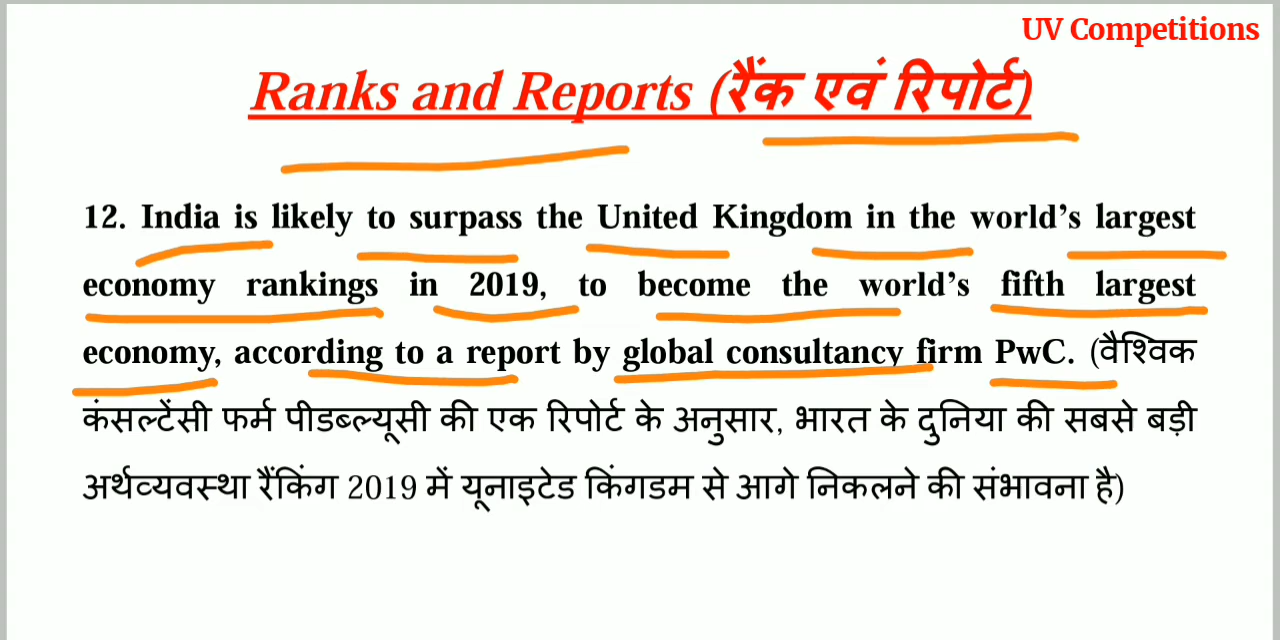 UV Competitions
Ranks and Reports (रैंक एवं रिपोर्ट)
12. India is likely to surpass the United Kingdom in the world’s largest
economy rankings in 2019, to become the world’s fifth largest
economy, according to a report by global consultancy firm PwC. (वैश्विक
कंसल्टेंसी फर्म पीडब्ल्यूसी की एक रिपोर्ट के अनुसार, भारत के दुनिया की सबसे बड़ी
अर्थव्यवस्था रैंकिंग 2019 में यूनाइटेड किंगडम से आगे निकलने की संभावना है)